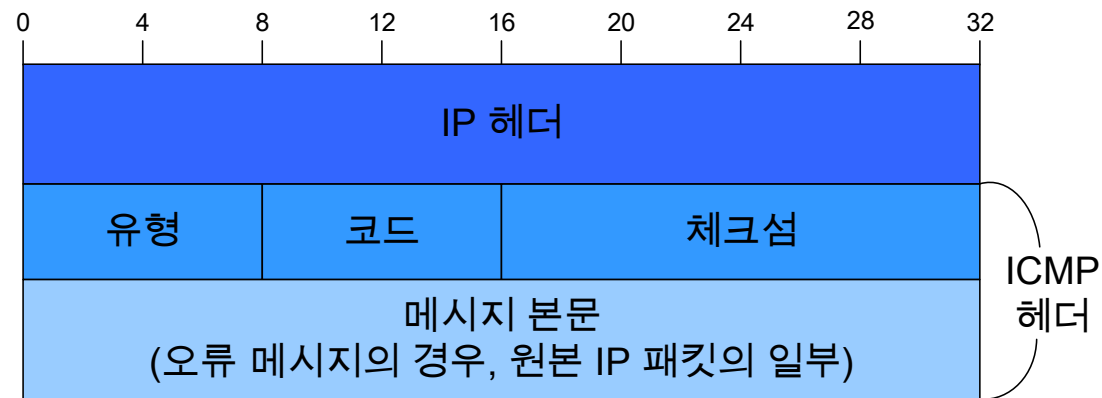 0 4 8 12 16 20 24 28 32
IP 헤더
유형 코드 체크섬
메시지 본문
(오류 메시지의 경우, 원본 IP 패킷의 일부)
ICMP
헤더